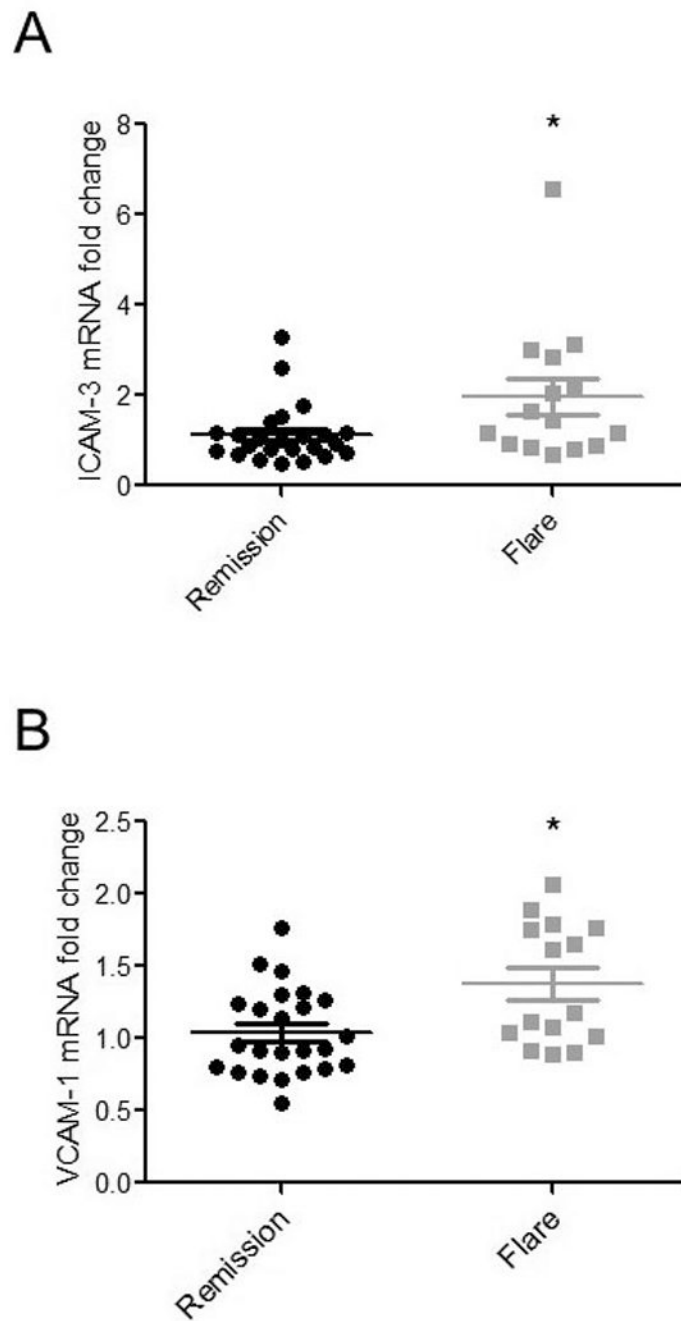 A
ICAM-3 mRNA fold change
8
6
4
2
0
*
Remission
Flare
B
VCAM-1 mRNA fold change
2.5
2.0
1.5
1.0
0.5
0.0
*
Remission
Flare